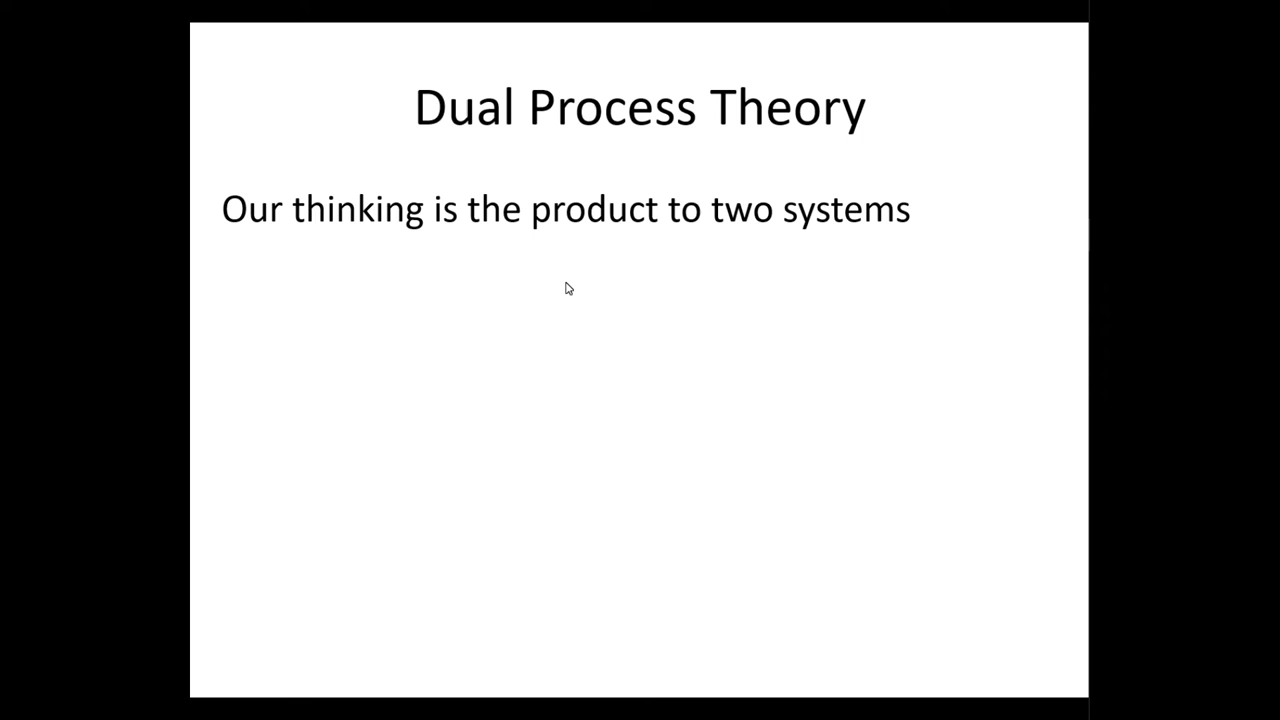 Dual Process Theory
Our thinking is the product to two systems